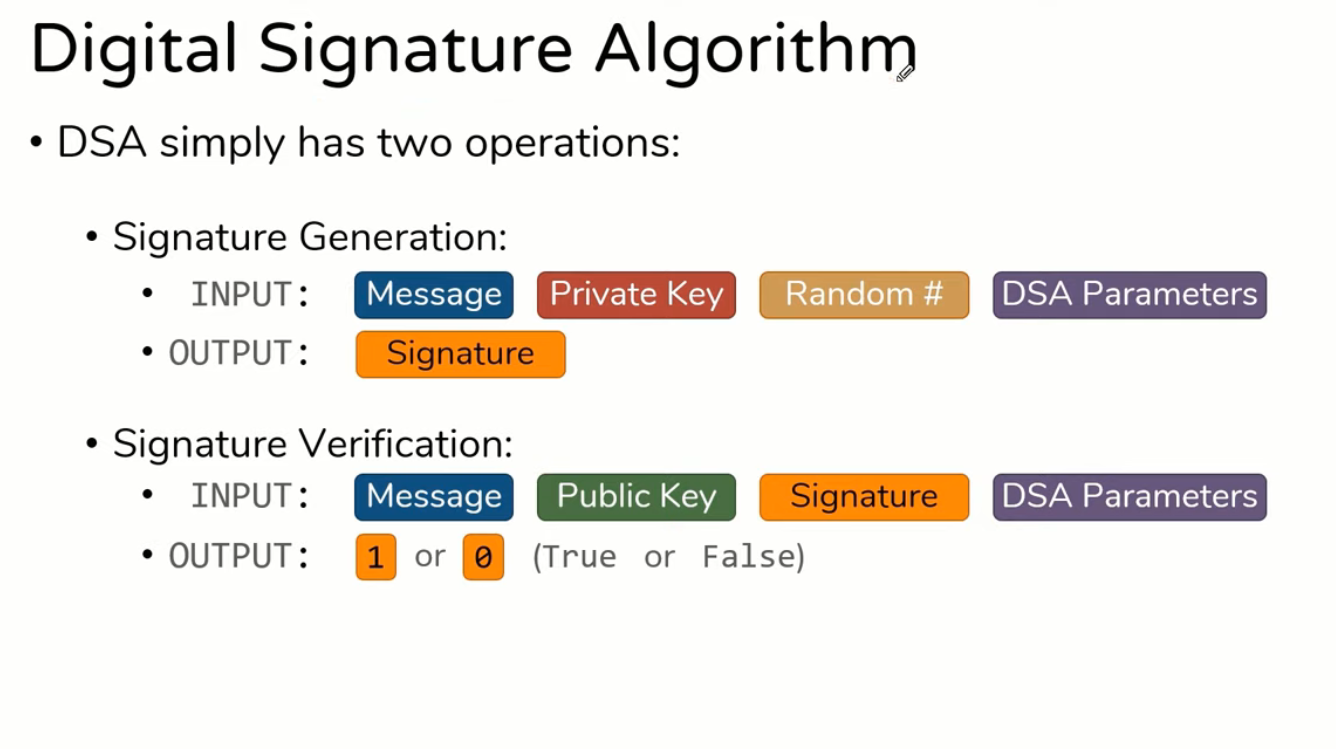 Digital Signature Algorithm
• DSA simply has two operations:
• Signature Generation:
• INPUT: Message Private Key Random # DSA Parameters
• OUTPUT: Signature
• Signature Verification:
• INPUT: Message Public Key Signature DSA Parameters
• OUTPUT: 1 or 0 (True or False)